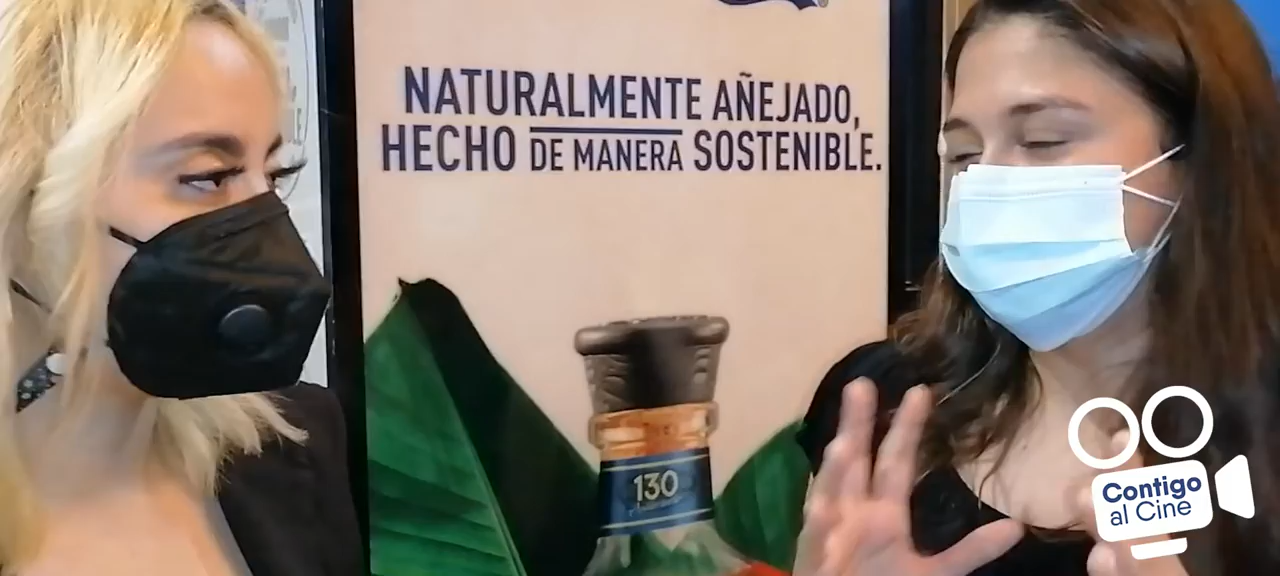 NATURALMENTE AÑEJADO,
HECHO DE MANERA SOSTENIBLE.
130
Contigo
al Cine